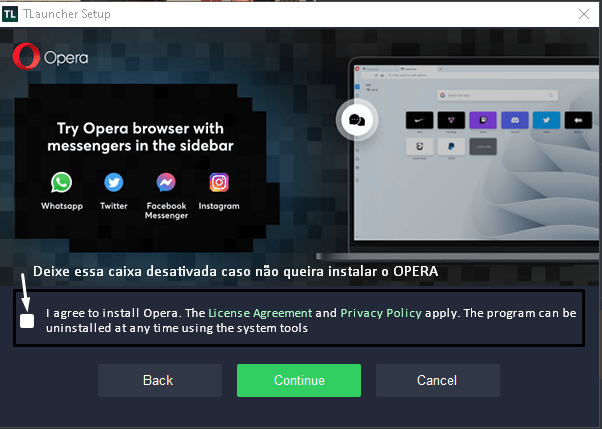 TL TLauncher Setup
Opera
Try Opera browser with
messengers in the sidebar
Whatsapp Twitter Facebook Messenger Instagram
Deixe essa caixa desativada caso não queira instalar o OPERA
I agree to install Opera. The License Agreement and Privacy Policy apply. The program can be
uninstalled at any time using the system tools
Back Continue Cancel